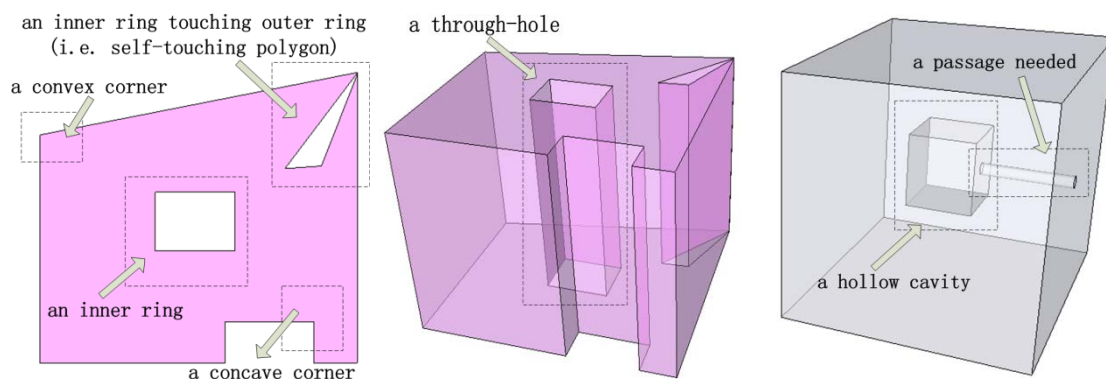 an inner ring touching outer ring
(i.e. self-touching polygon)
a convex corner
an inner ring
a concave corner
a through-hole
a passage needed
a hollow cavity